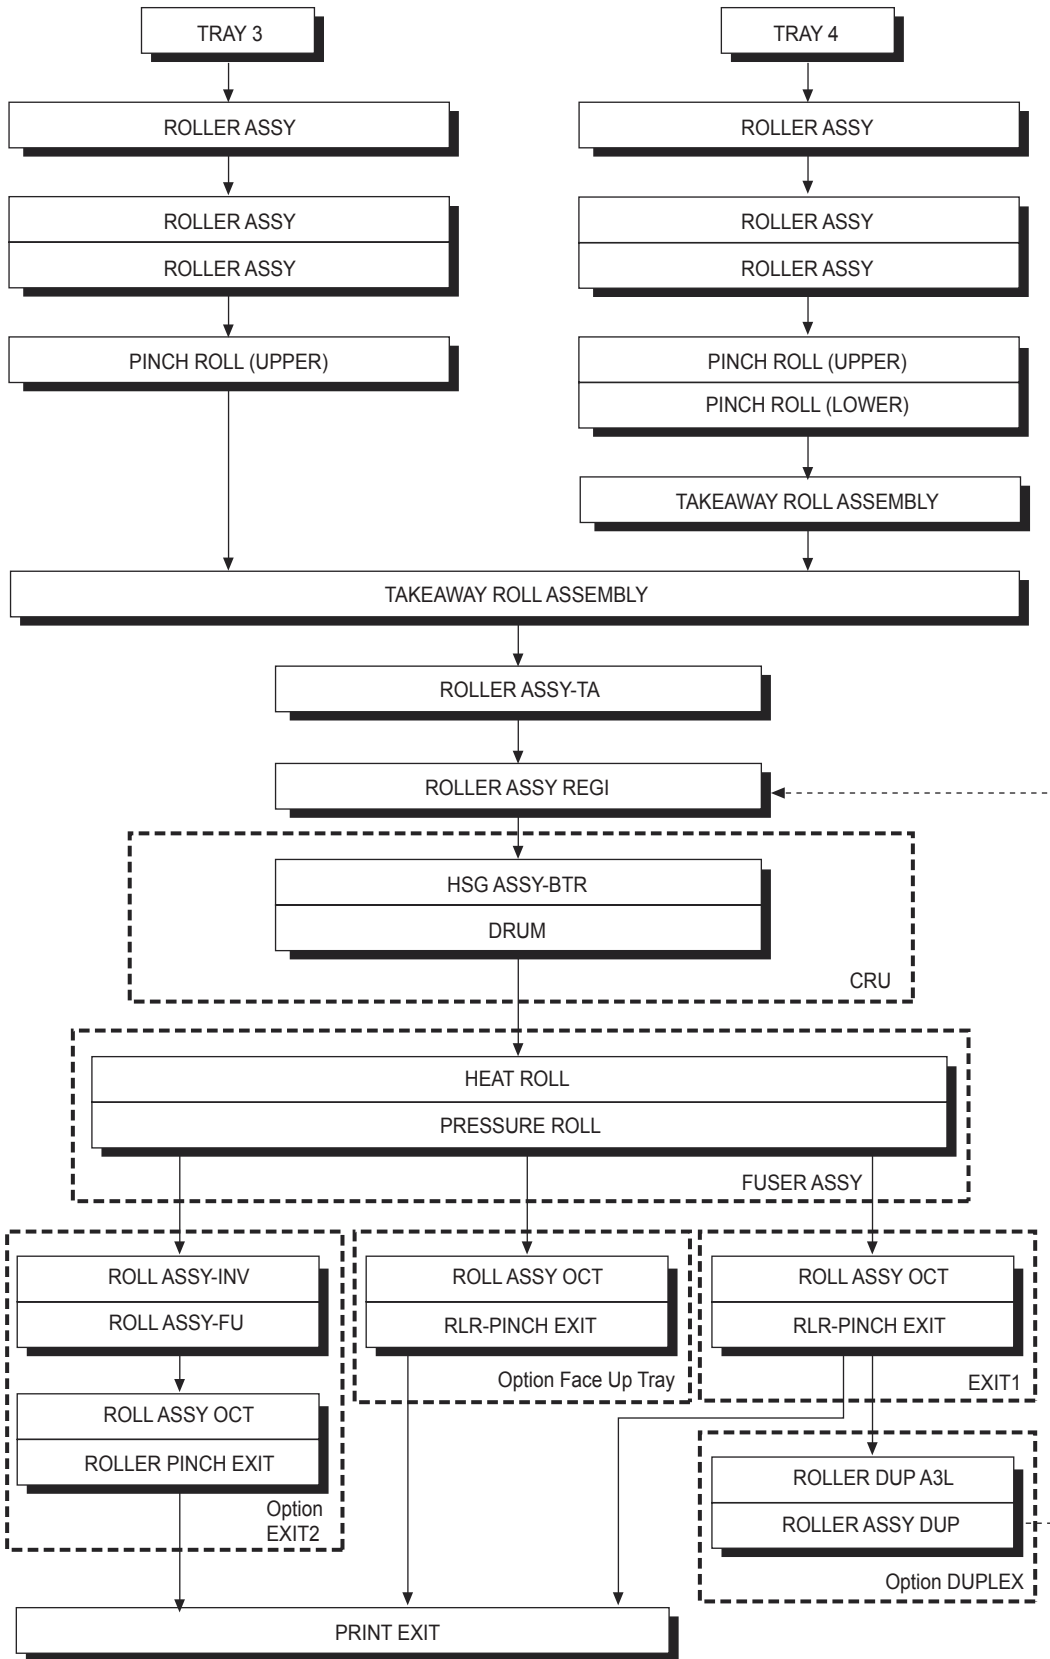 TRAY 3
TRAY 4
ROLLER ASSY
ROLLER ASSY
ROLLER ASSY
ROLLER ASSY
ROLLER ASSY
ROLLER ASSY
PINCH ROLL (UPPER)
PINCH ROLL (UPPER)
PINCH ROLL (LOWER)
TAKEAWAY ROLL ASSEMBLY
TAKEAWAY ROLL ASSEMBLY
ROLLER ASSY-TA
ROLLER ASSY REGI
HSG ASSY-BTR
DRUM
CRU
HEAT ROLL
PRESSURE ROLL
FUSER ASSY
ROLL ASSY-INV
ROLL ASSY-FU
ROLL ASSY OCT
ROLLER PINCH EXIT
Option
EXIT2
ROLL ASSY OCT
RLR-PINCH EXIT
Option Face Up Tray
ROLL ASSY OCT
RLR-PINCH EXIT
EXIT1
ROLLER DUP A3L
ROLLER ASSY DUP
Option DUPLEX
PRINT EXIT